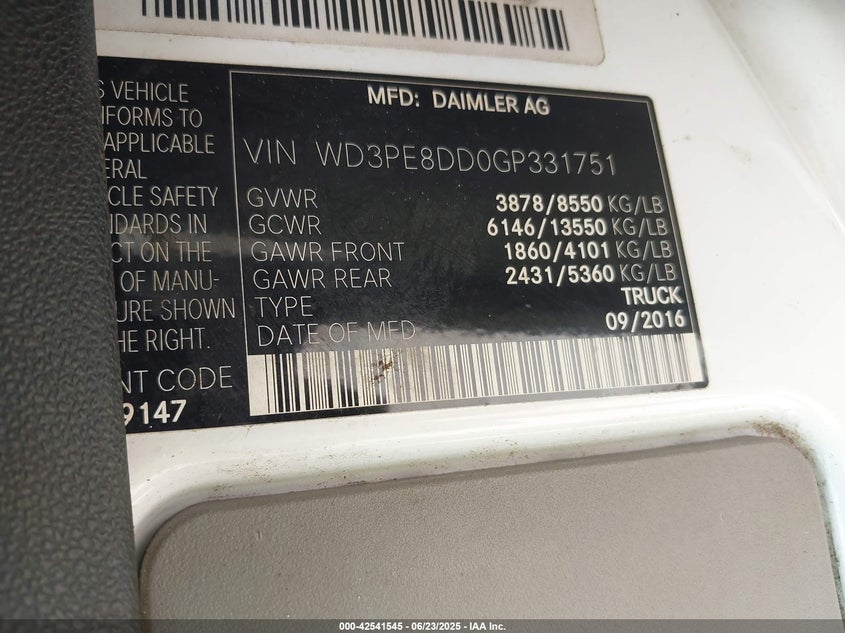 S VEHICLE
NFORMS TO
APPLICABLE
ERAL
CLE SAFETY
NDARDS IN
CT ON THE
OF MANU-
URE SHOWN
HE RIGHT.
NT CODE
9147
MFD: DAIMLER AG
VIN WD3PE8DD0GP331751
GVWR 3878/8550 KG/LB
GCWR 6146/13550 KG/LB
GAWR FRONT 1860/4101 KG/LB
GAWR REAR 2431/5360 KG/LB
TYPE TRUCK
DATE OF MFD 09/2016
000-42541545 - 06/23/2025 - IAA Inc.